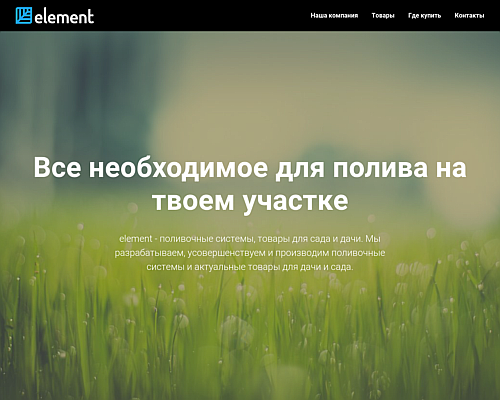 element
Наша компания Товары Где купить Контакты
Все необходимое для полива на
твоем участке
element - поливочные системы, товары для сада и дачи. Мы
разрабатываем, усовершенствуем и производим поливочные
системы и актуальные товары для дачи и сада.